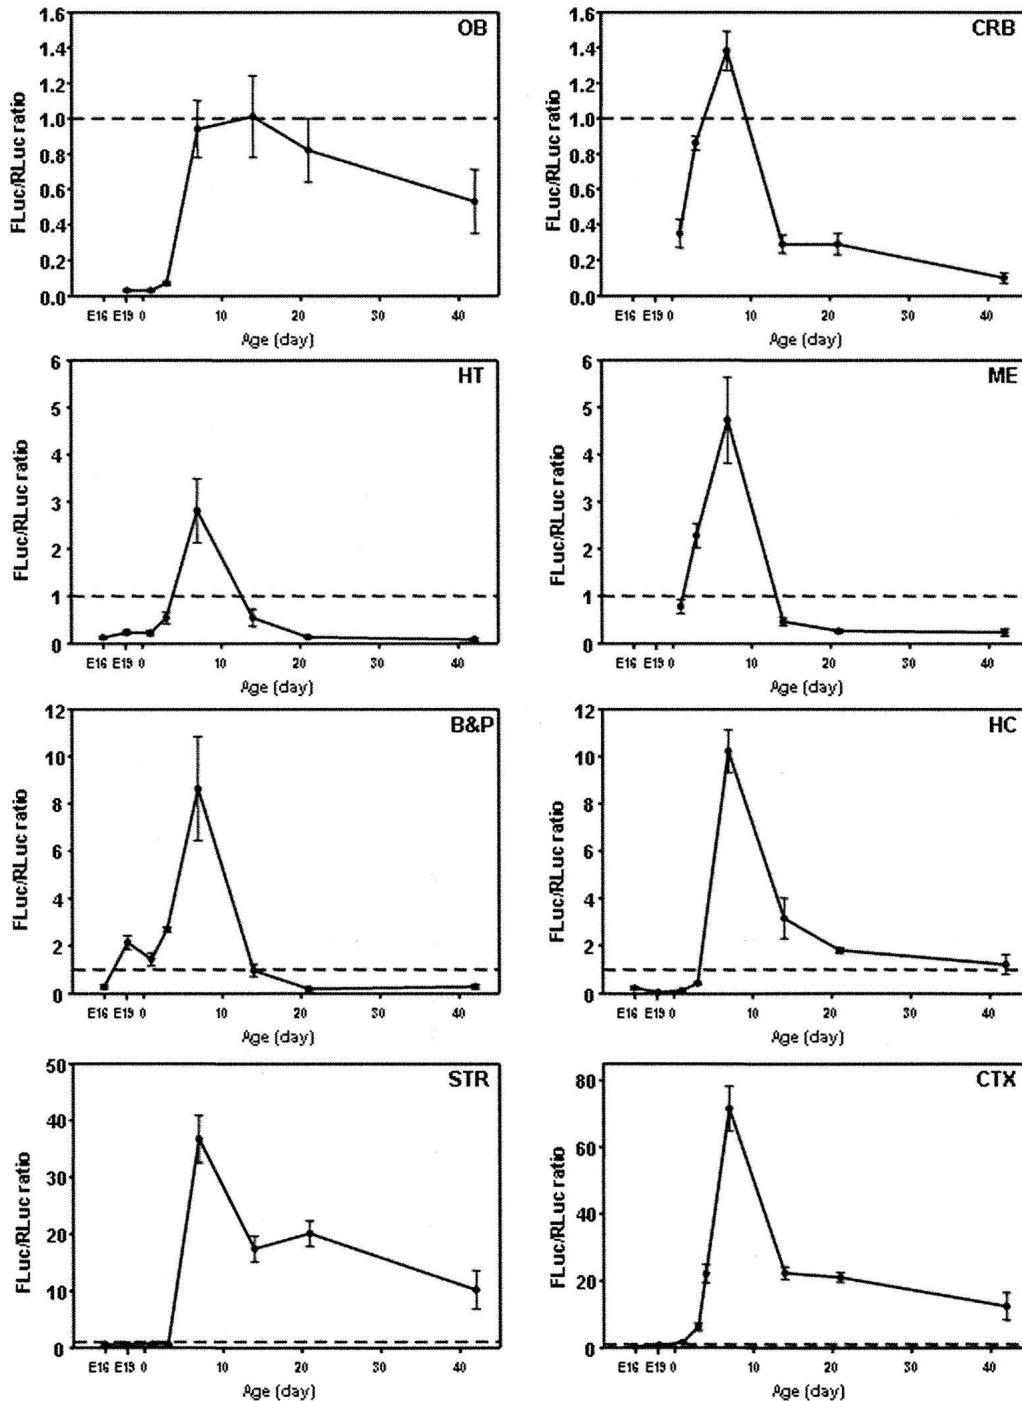 OB
FLuc/RLuc ratio
1.6
1.4
1.2
1.0
0.8
0.6
0.4
0.2
0.0
E16 E19 0 10 20 30 40
Age (day)
CRB
FLuc/RLuc ratio
1.6
1.4
1.2
1.0
0.8
0.6
0.4
0.2
0.0
E16 E19 0 10 20 30 40
Age (day)
HT
FLuc/RLuc ratio
6
5
4
3
2
1
0
E16 E19 0 10 20 30 40
Age (day)
ME
FLuc/RLuc ratio
6
5
4
3
2
1
0
E16 E19 0 10 20 30 40
Age (day)
B&P
FLuc/RLuc ratio
12
10
8
6
4
2
0
E16 E19 0 10 20 30 40
Age (day)
HC
FLuc/RLuc ratio
12
10
8
6
4
2
0
E16 E19 0 10 20 30 40
Age (day)
STR
FLuc/RLuc ratio
50
40
30
20
10
0
E16 E19 0 10 20 30 40
Age (day)
CTX
FLuc/RLuc ratio
80
60
40
20
0
E16 E19 0 10 20 30 40
Age (day)